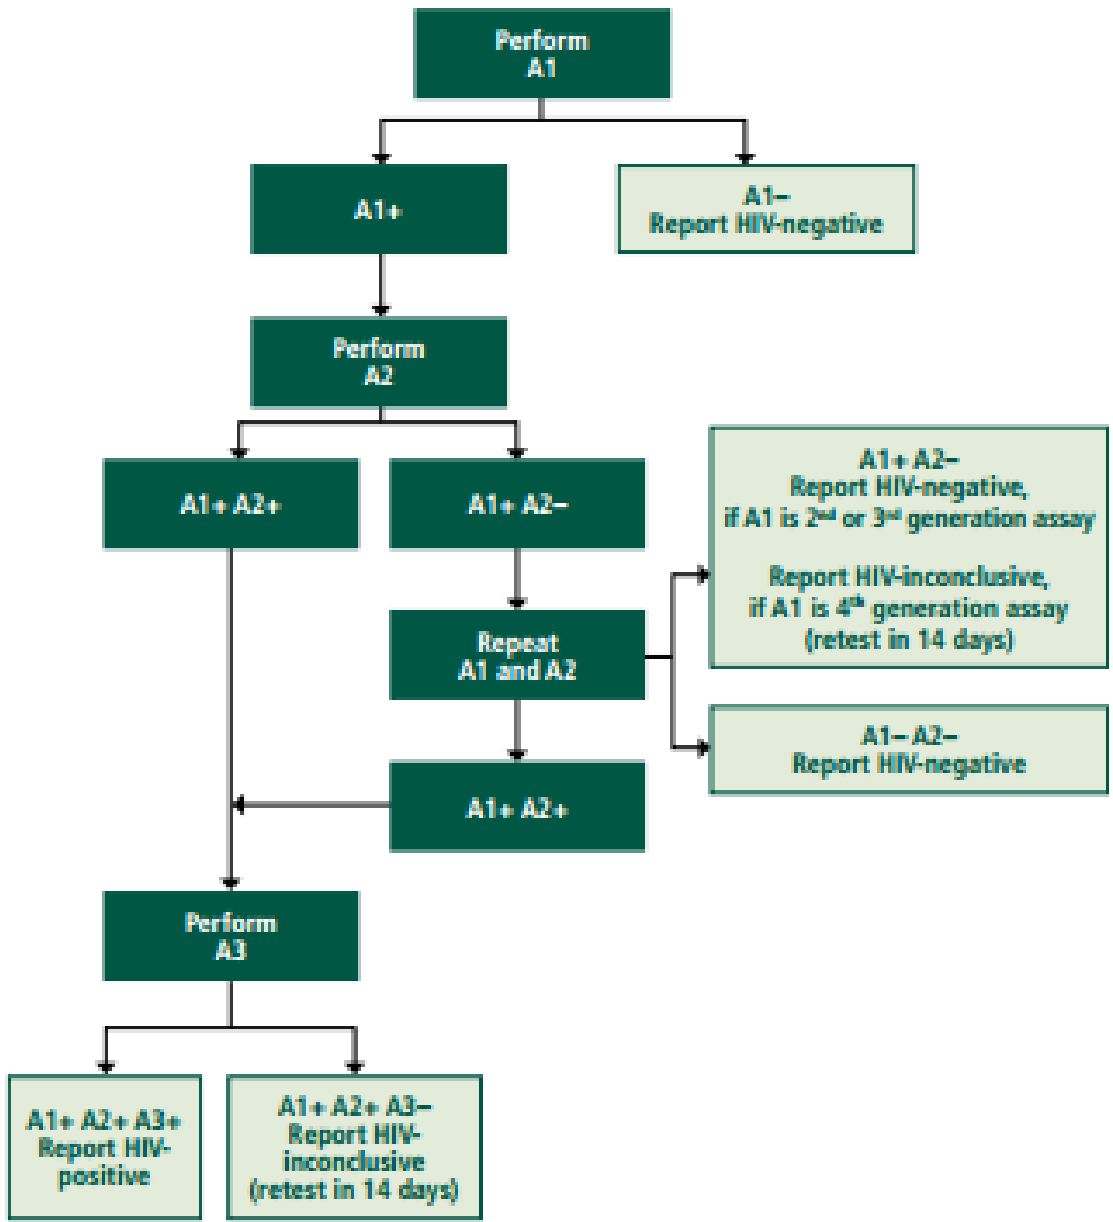 Perform
A1
A1+
A1–
Report HIV-negative
Perform
A2
A1+ A2+
A1+ A2–
A1+ A2–
Report HIV-negative,
if A1 is 2nd or 3rd generation assay
Report HIV-inconclusive,
if A1 is 4th generation assay
(retest in 14 days)
Repeat
A1 and A2
A1– A2–
Report HIV-negative
A1+ A2+
Perform
A3
A1+ A2+ A3+
Report HIV-
positive
A1+ A2+ A3–
Report HIV-
inconclusive
(retest in 14 days)